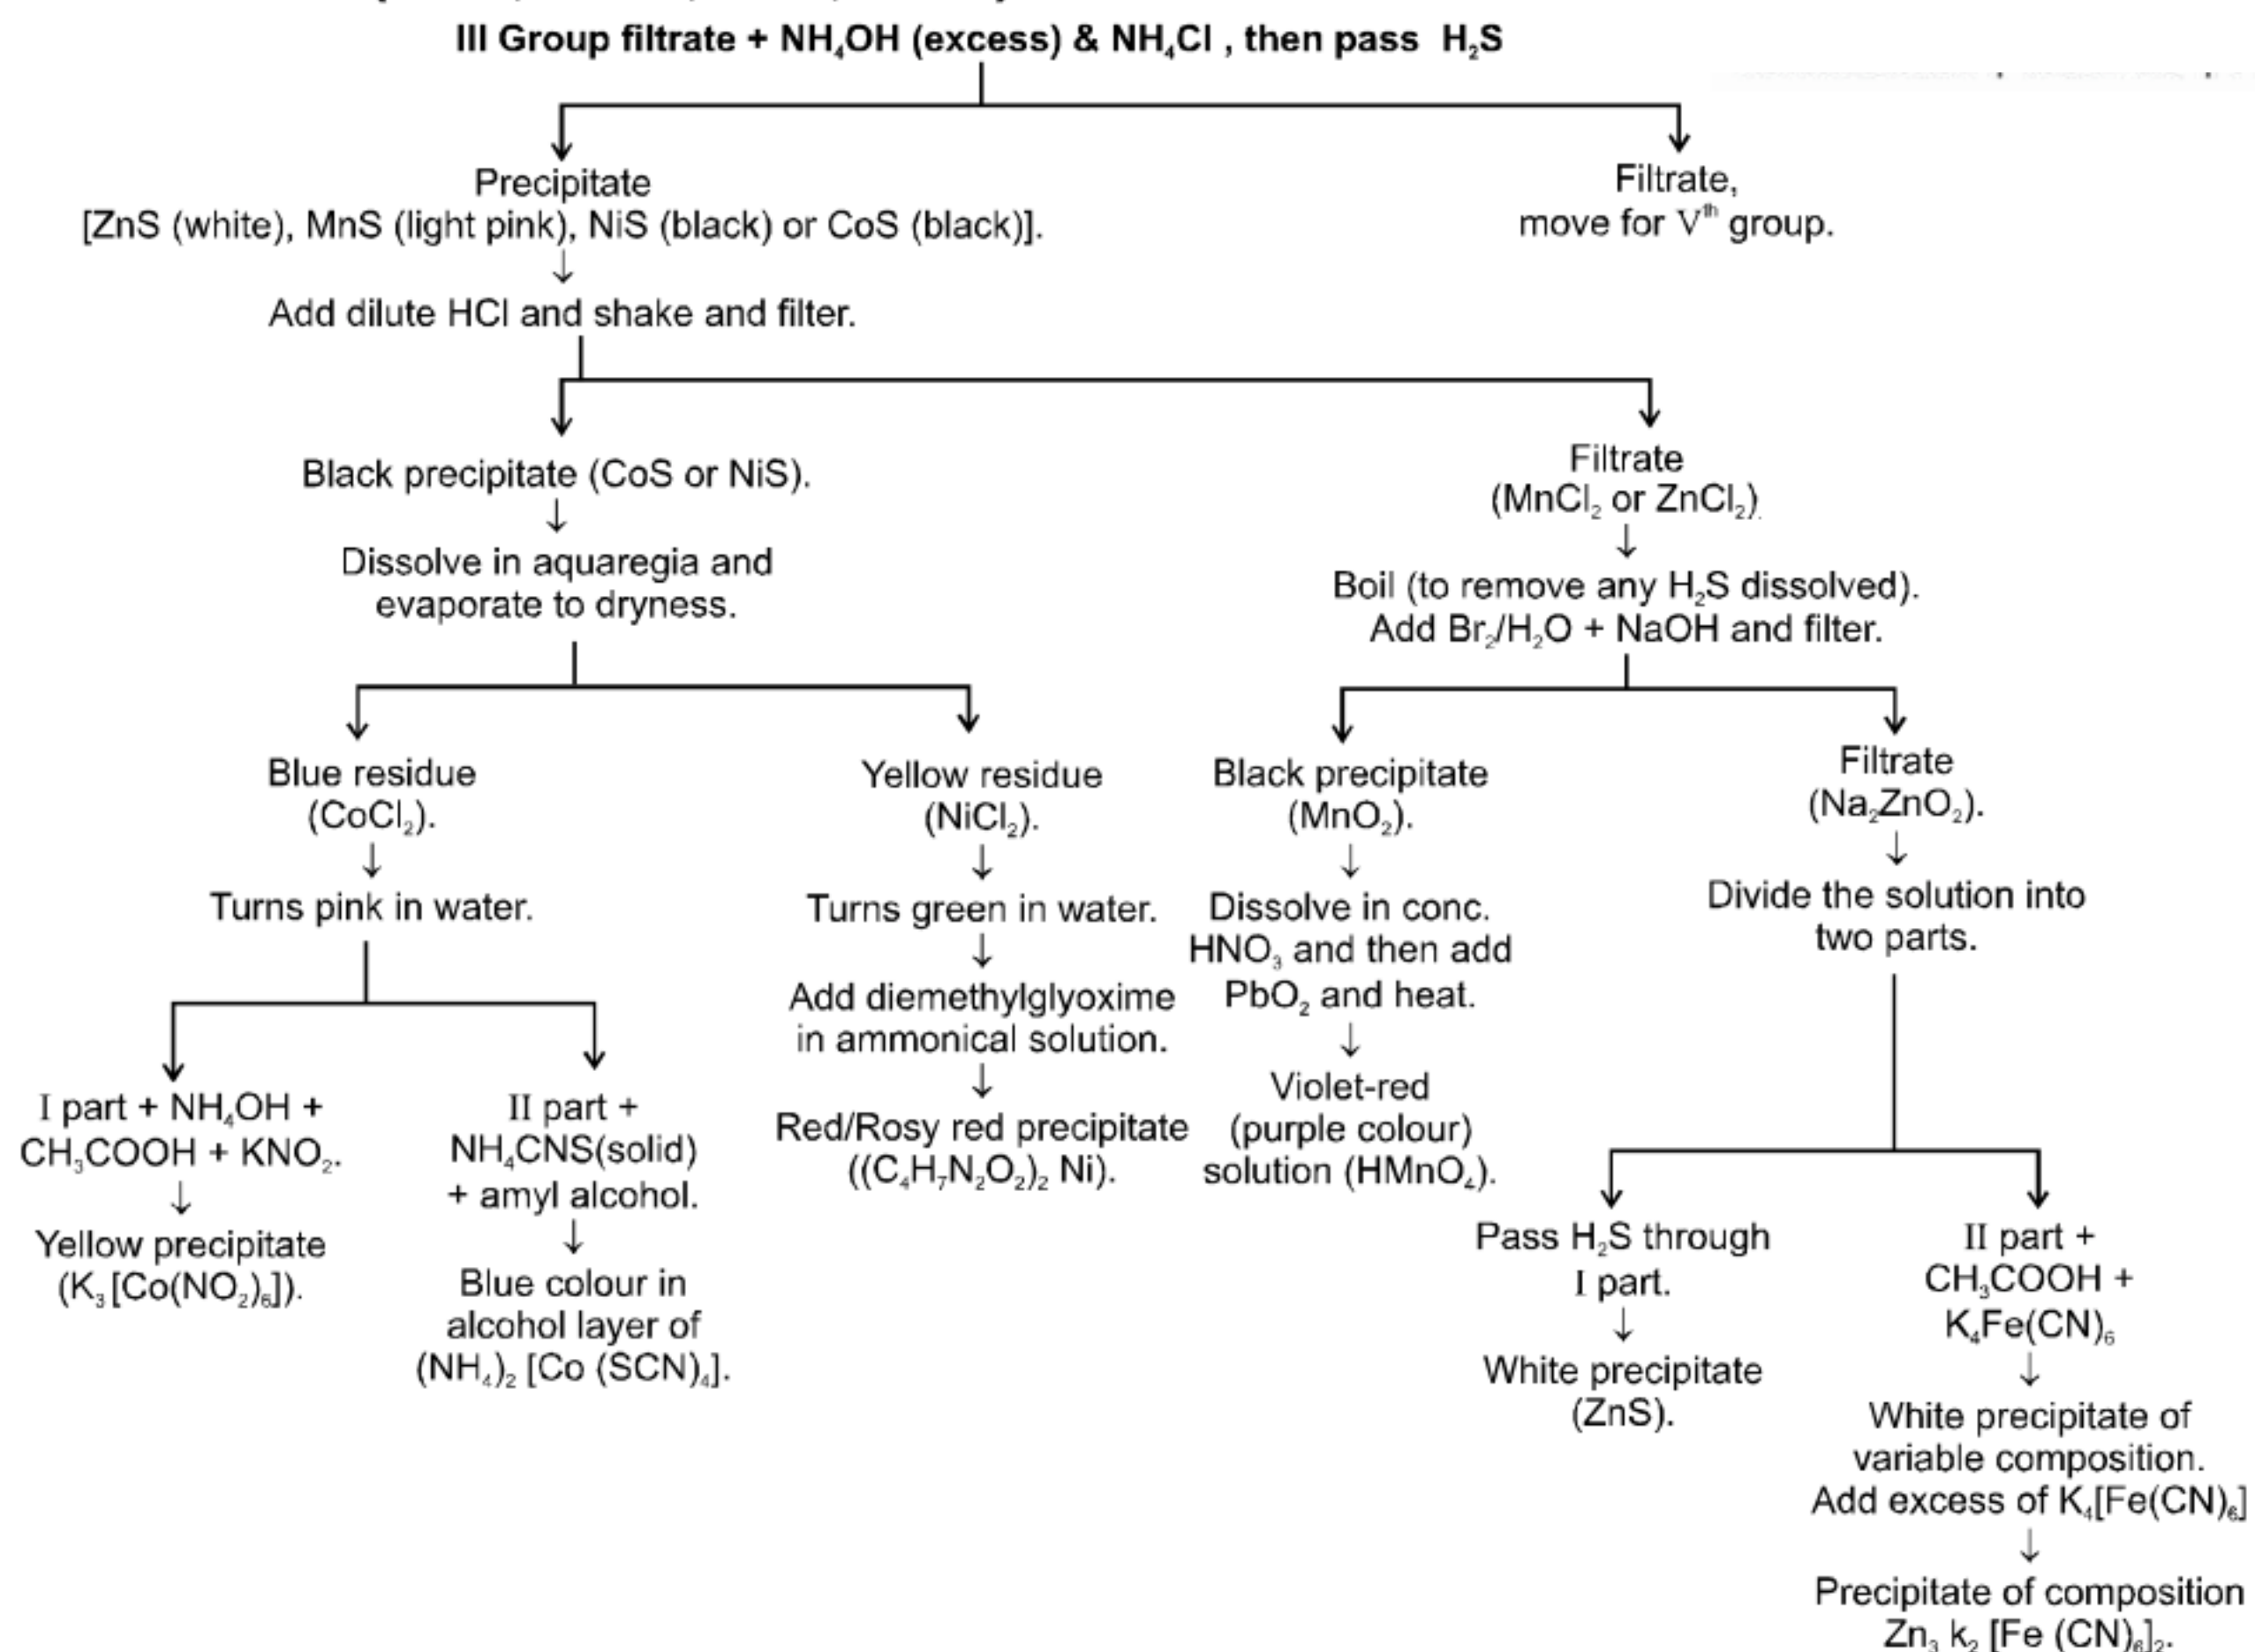 III Group filtrate + NH₄OH (excess) & NH₄Cl , then pass H₂S
Precipitate
[ZnS (white), MnS (light pink), NiS (black) or CoS (black)].
Filtrate,
move for Vᵗʰ group.
Add dilute HCl and shake and filter.
Black precipitate (CoS or NiS).
Dissolve in aquaregia and
evaporate to dryness.
Filtrate
(MnCl₂ or ZnCl₂)
Boil (to remove any H₂S dissolved).
Add Br₂/H₂O + NaOH and filter.
Blue residue
(CoCl₂).
Turns pink in water.
I part + NH₄OH +
CH₃COOH + KNO₂.
Yellow precipitate
(K₃[Co(NO₂)₆]).
II part +
NH₄CNS(solid)
+ amyl alcohol.
Blue colour in
alcohol layer of
(NH₄)₂ [Co (SCN)₄].
Yellow residue
(NiCl₂).
Turns green in water.
Add diemethylglyoxime
in ammonical solution.
Red/Rosy red precipitate
((C₄H₇N₂O₂)₂ Ni).
Black precipitate
(MnO₂).
Dissolve in conc.
HNO₃ and then add
PbO₂ and heat.
Violet-red
(purple colour)
solution (HMnO₄).
Filtrate
(Na₂ZnO₂).
Divide the solution into
two parts.
Pass H₂S through
I part.
White precipitate
(ZnS).
II part +
CH₃COOH +
K₄Fe(CN)₆
White precipitate of
variable composition.
Add excess of K₄[Fe(CN)₆]
Precipitate of composition
Zn₃ k₂ [Fe (CN)₆]₂.